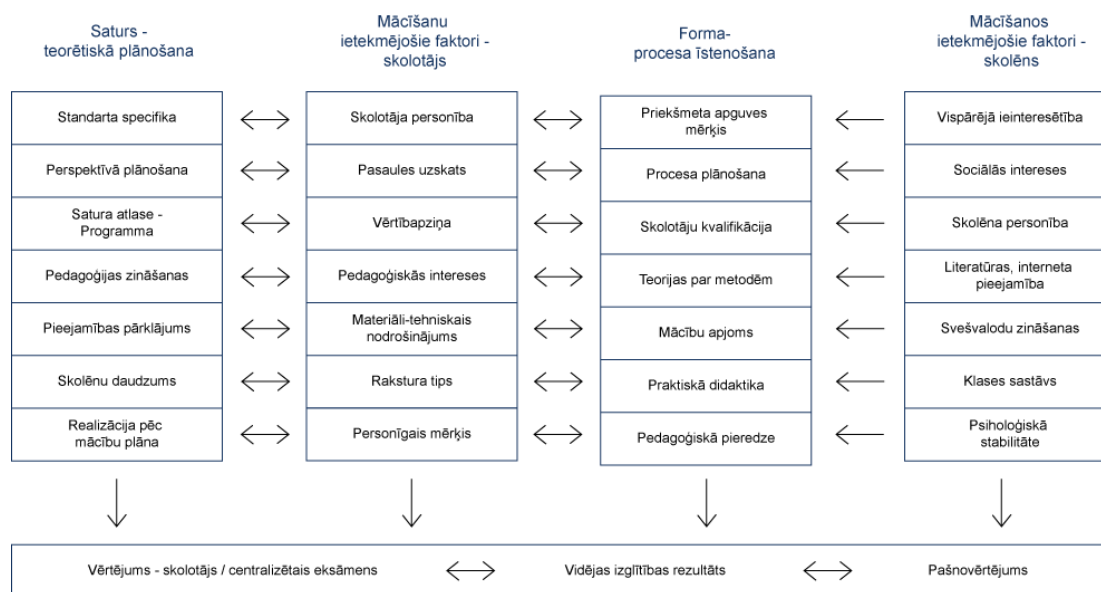 Saturs -
teorētiskā plānošana
Mācīšanu
ietekmējošie faktori -
skolotājs
Forma-
procesa īstenošana
Mācīšanos
ietekmējošie faktori -
skolēns
Standarta specifika
Skolotāja personība
Priekšmeta apguves
mērķis
Vispārējā ieinteresētība
Perspektīvā plānošana
Pasaules uzskats
Procesa plānošana
Sociālās intereses
Satura atlase -
Programma
Vērtībapziņa
Skolotāju kvalifikācija
Skolēna personība
Pedagoģijas zināšanas
Pedagoģiskās intereses
Teorijas par metodēm
Literatūras, interneta
pieejamība
Pieejamības pārklājums
Materiāli-tehniskais
nodrošinājums
Mācību apjoms
Svešvalodu zināšanas
Skolēnu daudzums
Rakstura tips
Praktiskā didaktika
Klases sastāvs
Realizācija pēc
mācību plāna
Personīgais mērķis
Pedagoģiskā pieredze
Psiholoģiskā
stabilitāte
Vērtējums - skolotājs / centralizētais eksāmens
Vidējas izglītības rezultāts
Pašnovērtējums